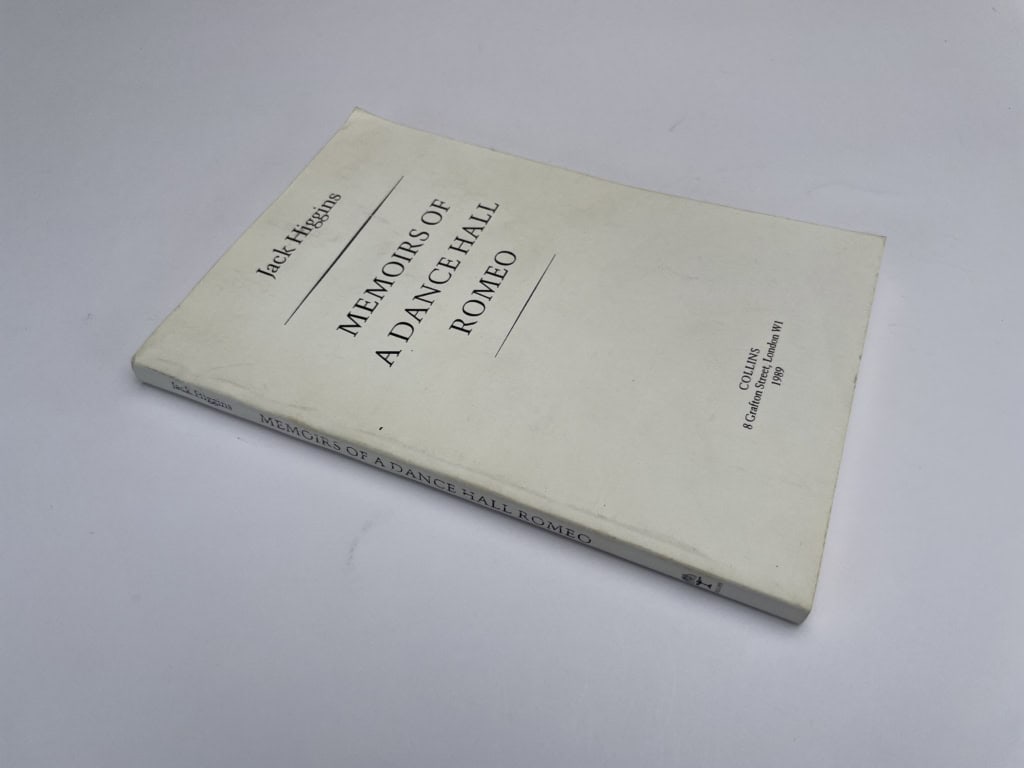 Jack Higgins
MEMOIRS OF
A DANCE HALL
ROMEO
COLLINS
8 Grafton Street, London W1
1989
Jack Higgins MEMOIRS OF A DANCE HALL ROMEO